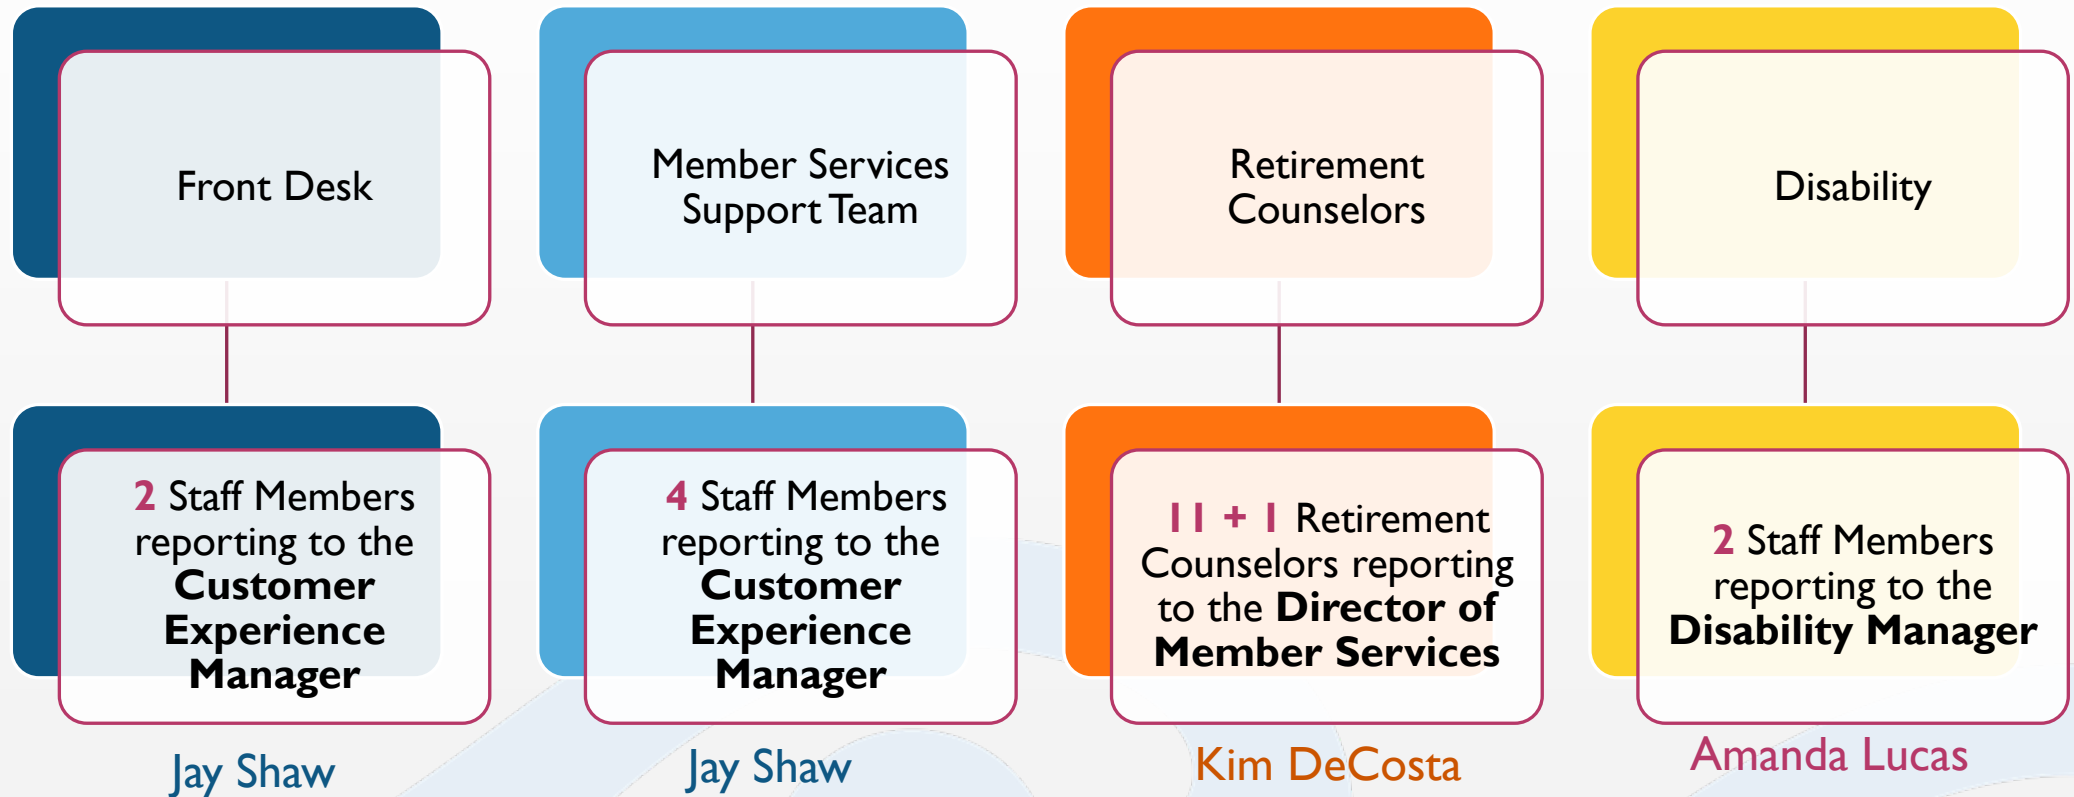 Front Desk
Member Services
Support Team
Retirement
Counselors
Disability
2 Staff Members
reporting to the
Customer
Experience
Manager
4 Staff Members
reporting to the
Customer
Experience
Manager
11 + 1 Retirement
Counselors reporting
to the Director of
Member Services
2 Staff Members
reporting to the
Disability Manager
Jay Shaw
Jay Shaw
Kim DeCosta
Amanda Lucas